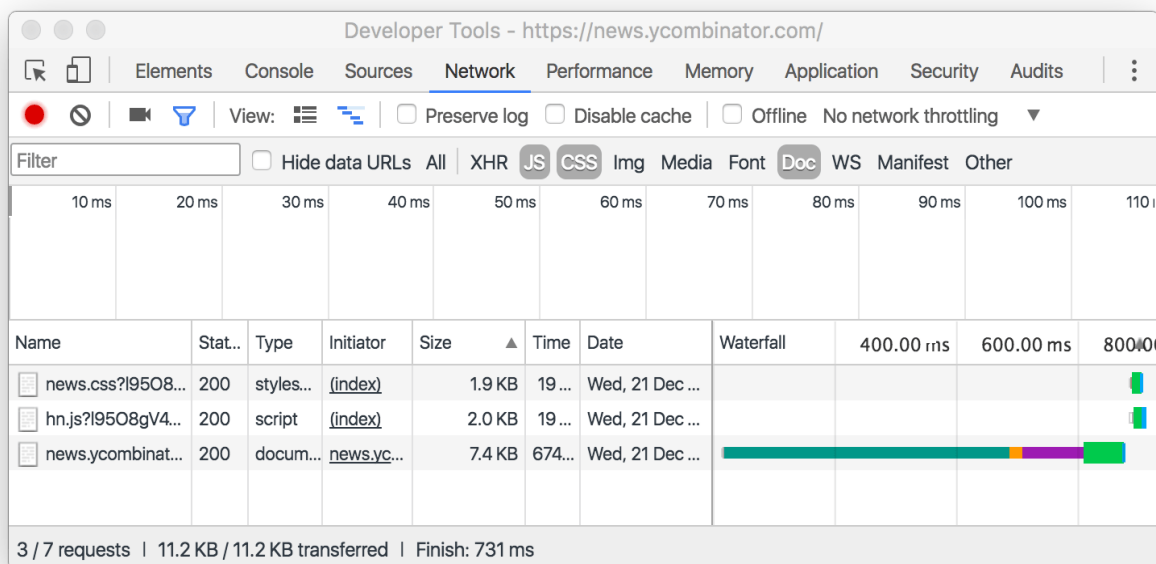 Developer Tools - https://news.ycombinator.com/
Elements Console Sources Network Performance Memory Application Security Audits
View: Preserve log Disable cache Offline No network throttling
Filter Hide data URLs All XHR JS CSS Img Media Font Doc WS Manifest Other
10 ms 20 ms 30 ms 40 ms 50 ms 60 ms 70 ms 80 ms 90 ms 100 ms 110
Name Stat... Type Initiator Size Time Date Waterfall 400.00 ms 600.00 ms 800.00
news.css?l95O8... 200 styles... (index) 1.9 KB 19... Wed, 21 Dec ...
hn.js?l95O8gV4... 200 script (index) 2.0 KB 19... Wed, 21 Dec ...
news.ycombinat... 200 docum... news.yc... 7.4 KB 674... Wed, 21 Dec ...
3 / 7 requests | 11.2 KB / 11.2 KB transferred | Finish: 731 ms